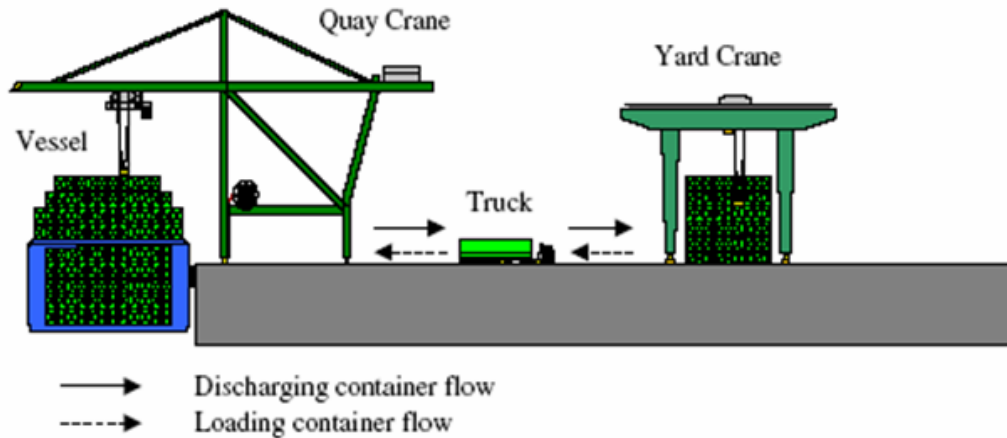 Quay Crane
Yard Crane
Vessel
Truck
Discharging container flow
Loading container flow